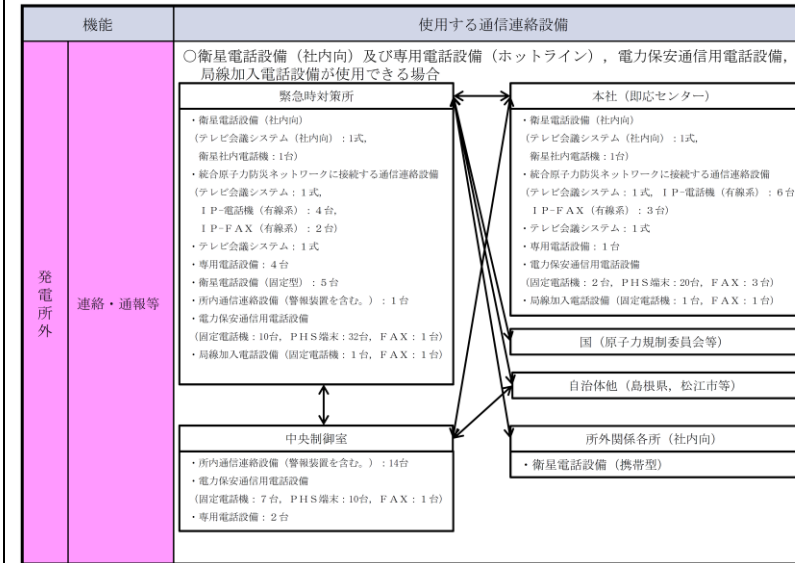 機能
使用する通信連絡設備
発電所外
連絡・通報等
○衛星電話設備（社内向）及び専用電話設備（ホットライン），電力保安通信用電話設備，
局線加入電話設備が使用できる場合
緊急時対策所
・衛星電話設備（社内向）
（テレビ会議システム（社内向）：1式，
衛星社内電話機：1台）
・統合原子力防災ネットワークに接続する通信連絡設備
（テレビ会議システム：１式，
ＩＰ−電話機（有線系）：４台，
ＩＰ−ＦＡＸ（有線系）：２台）
・テレビ会議システム：１式
・専用電話設備：４台
・衛星電話設備（固定型）：５台
・所内通信連絡設備（警報装置を含む。）：１台
・電力保安通信用電話設備
（固定電話機：10台，ＰＨＳ端末：32台，ＦＡＸ：１台）
・局線加入電話設備（固定電話機：１台，ＦＡＸ：１台）
中央制御室
・所内通信連絡設備（警報装置を含む。）：14台
・電力保安通信用電話設備
（固定電話機：７台，ＰＨＳ端末：10台，ＦＡＸ：１台）
・専用電話設備：２台
本社（即応センター）
・衛星電話設備（社内向）
（テレビ会議システム（社内向）：1式，
衛星社内電話機：1台）
・統合原子力防災ネットワークに接続する通信連絡設備
（テレビ会議システム：１式，ＩＰ−電話機（有線系）：６台
ＩＰ−ＦＡＸ（有線系）：３台）
・テレビ会議システム：１式
・専用電話設備：１台
・電力保安通信用電話設備
（固定電話機：２台，ＰＨＳ端末：20台，ＦＡＸ：３台）
・局線加入電話設備（固定電話機：１台，ＦＡＸ：１台）
国（原子力規制委員会等）
自治体他（島根県，松江市等）
所外関係各所（社内向）
・衛星電話設備（携帯型）